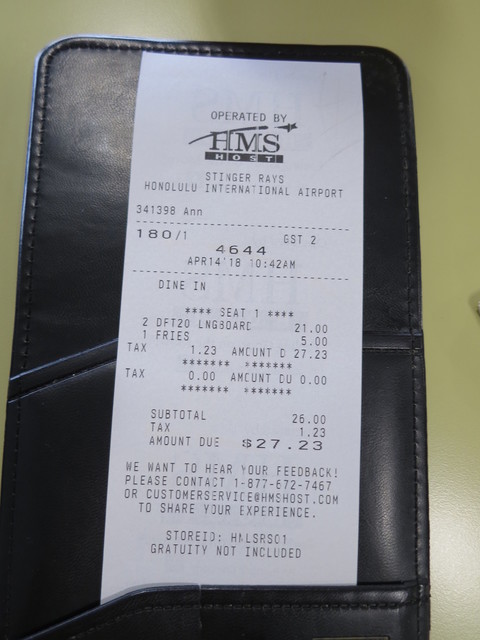 OPERATED BY
HMS
HOST
STINGER RAYS
HONOLULU INTERNATIONAL AIRPORT
341398 Ann
180/1 GST 2
4644
APR14'18 10:42AM
DINE IN
**** SEAT 1 ****
2 DFT20 LNGBOARD 21.00
1 FRIES 5.00
TAX 1.23 AMOUNT D 27.23
******* *******
TAX 0.00 AMOUNT DU 0.00
******* *******
SUBTOTAL 26.00
TAX 1.23
AMOUNT DUE $27.23
WE WANT TO HEAR YOUR FEEDBACK!
PLEASE CONTACT 1-877-672-7467
OR CUSTOMERSERVICE@HMSHOST.COM
TO SHARE YOUR EXPERIENCE.
STOREID: HNLSRS01
GRATUITY NOT INCLUDED